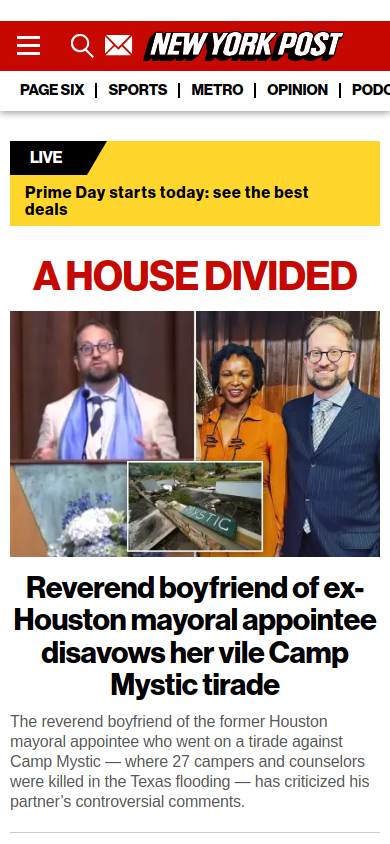 NEW YORK POST
PAGE SIX | SPORTS | METRO | OPINION | PODC
LIVE
Prime Day starts today: see the best
deals
A HOUSE DIVIDED
MYSTIC
Reverend boyfriend of ex-
Houston mayoral appointee
disavows her vile Camp
Mystic tirade
The reverend boyfriend of the former Houston
mayoral appointee who went on a tirade against
Camp Mystic — where 27 campers and counselors
were killed in the Texas flooding — has criticized his
partner’s controversial comments.